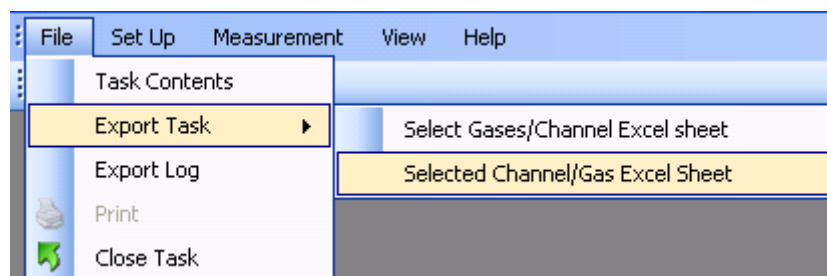 File Set Up Measurement View Help
Task Contents
Export Task
Select Gases/Channel Excel sheet
Export Log
Selected Channel/Gas Excel Sheet
Print
Close Task